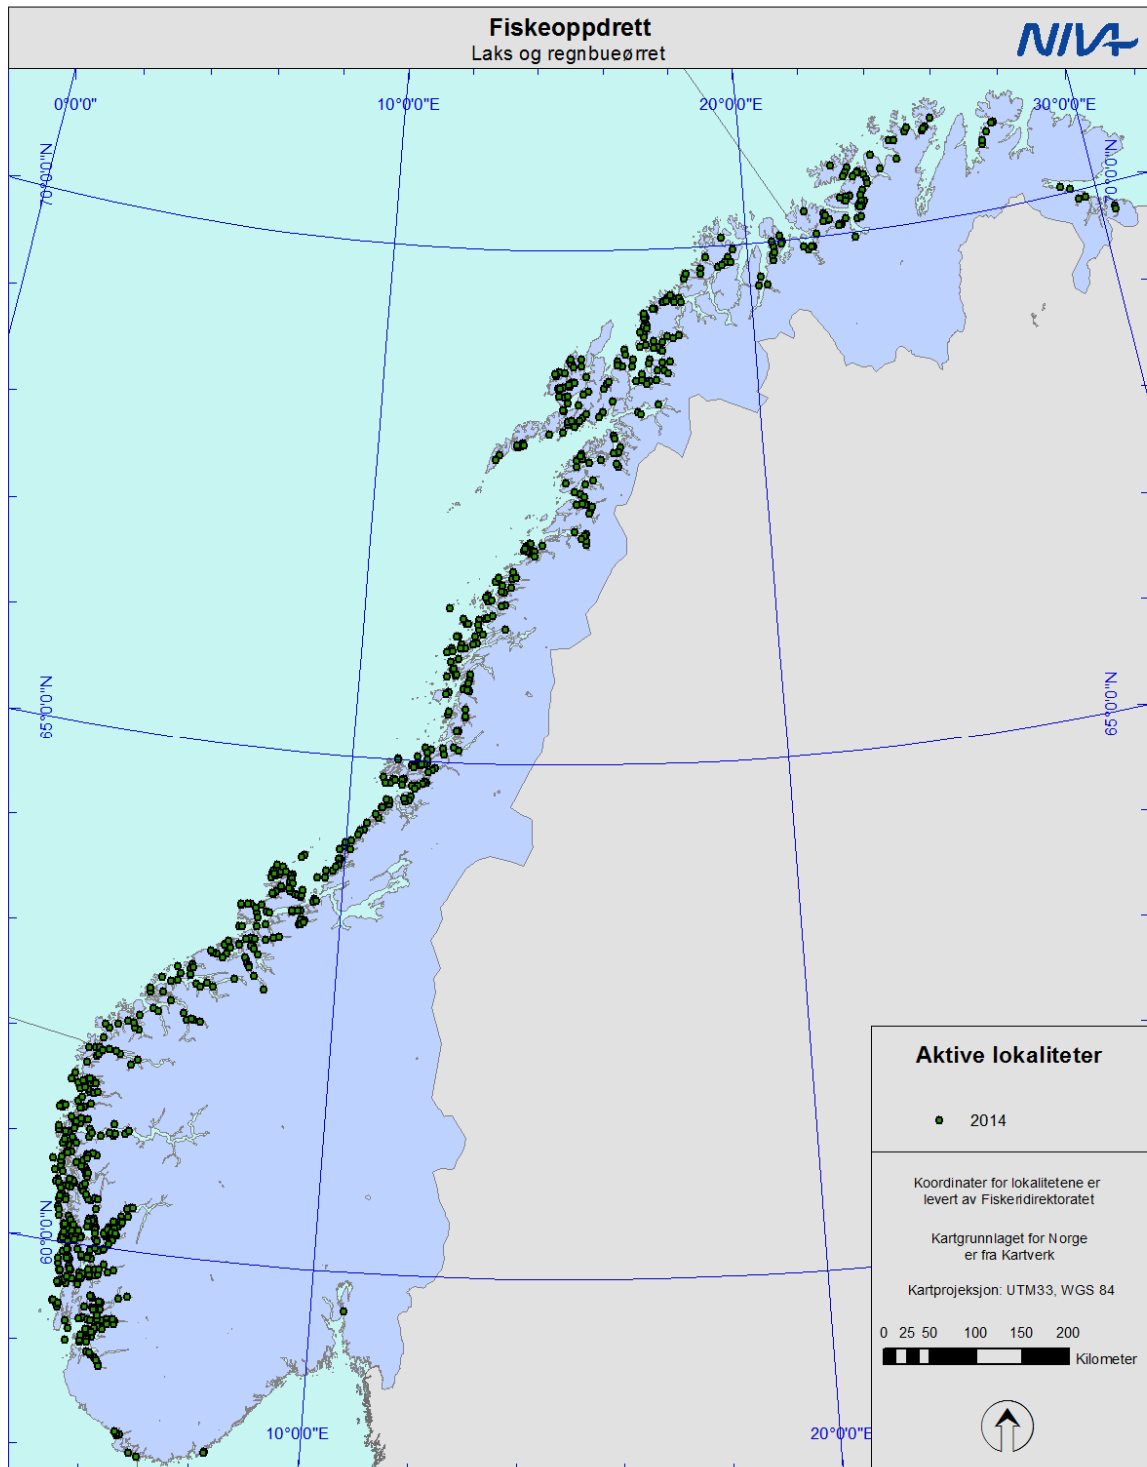 Fiskeoppdrett
Laks og regnbueørret
NIVA
0°0'0"
10°0'0"E
20°0'0"E
30°0'0"E
70°0'0"N
70°0'0"N
65°0'0"N
65°0'0"N
60°0'0"N
10°0'0"E
20°0'0"E
Aktive lokaliteter
2014
Koordinater for lokalitetene er
levert av Fiskeridirektoratet
Kartgrunnlaget for Norge
er fra Kartverk
Kartprojeksjon: UTM33, WGS 84
0 25 50 100 150 200
Kilometer